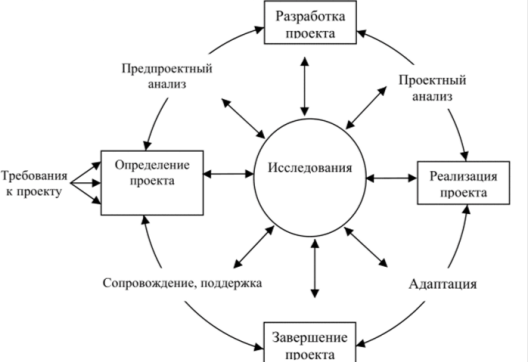 Разработка
проекта
Предпроектный
анализ
Проектный
анализ
Требования
к проекту
Определение
проекта
Исследования
Реализация
проекта
Сопровождение, поддержка
Адаптация
Завершение
проекта